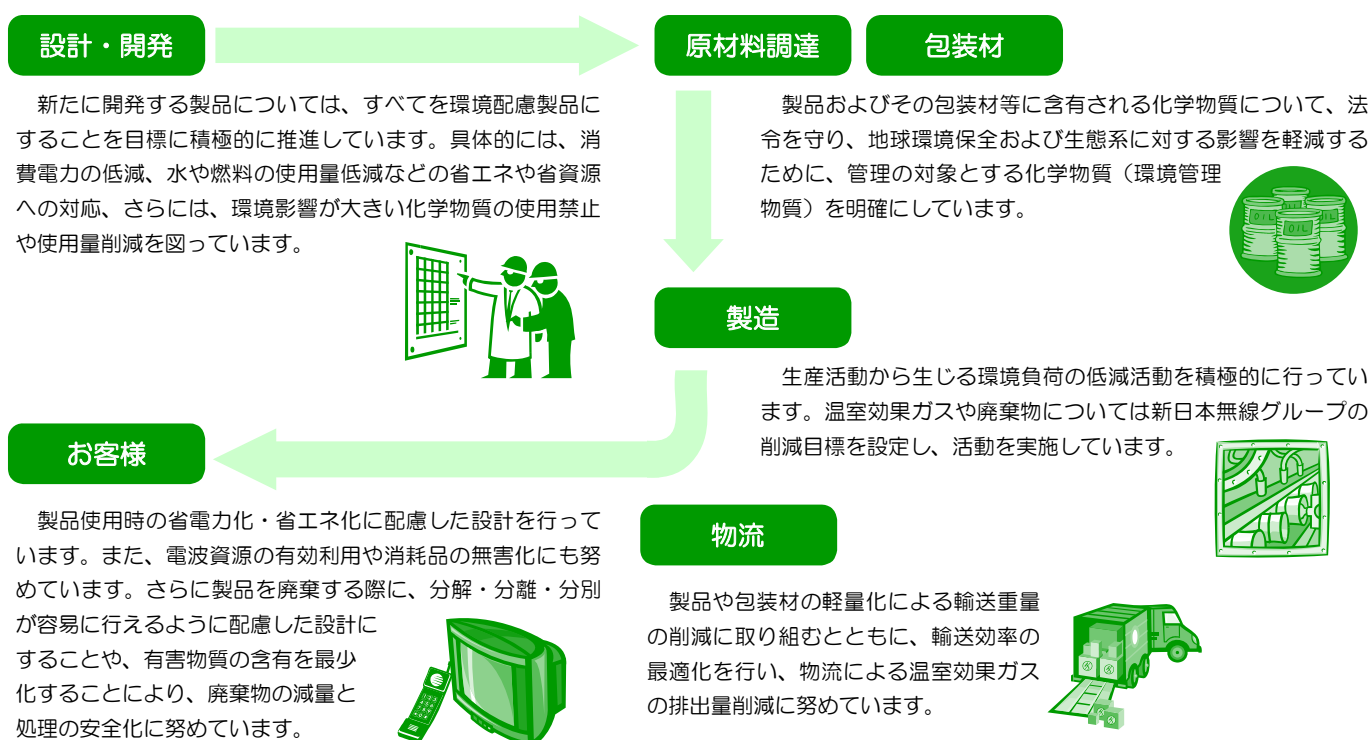 設計・開発
新たに開発する製品については、すべてを環境配慮製品に
することを目標に積極的に推進しています。具体的には、消
費電力の低減、水や燃料の使用量低減などの省エネや省資源
への対応、さらには、環境影響が大きい化学物質の使用禁止
や使用量削減を図っています。
原材料調達
包装材
製品およびその包装材等に含有される化学物質について、法
令を守り、地球環境保全および生態系に対する影響を軽減する
ために、管理の対象とする化学物質（環境管理
物質）を明確にしています。
OIL
OIL
OIL
製造
生産活動から生じる環境負荷の低減活動を積極的に行ってい
ます。温室効果ガスや廃棄物については新日本無線グループの
削減目標を設定し、活動を実施しています。
物流
製品や包装材の軽量化による輸送重量
の削減に取り組むとともに、輸送効率の
最適化を行い、物流による温室効果ガス
の排出量削減に努めています。
お客様
製品使用時の省電力化・省エネ化に配慮した設計を行って
います。また、電波資源の有効利用や消耗品の無害化にも努
めています。さらに製品を廃棄する際に、分解・分離・分別
が容易に行えるように配慮した設計に
することや、有害物質の含有を最少
化することにより、廃棄物の減量と
処理の安全化に努めています。